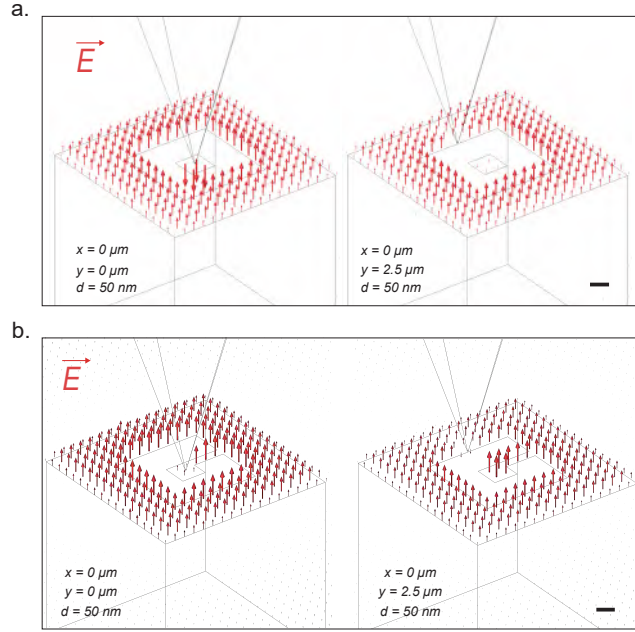 a.
E
x = 0 µm
y = 0 µm
d = 50 nm
x = 0 µm
y = 2.5 µm
d = 50 nm
b.
E
x = 0 µm
y = 0 µm
d = 50 nm
x = 0 µm
y = 2.5 µm
d = 50 nm